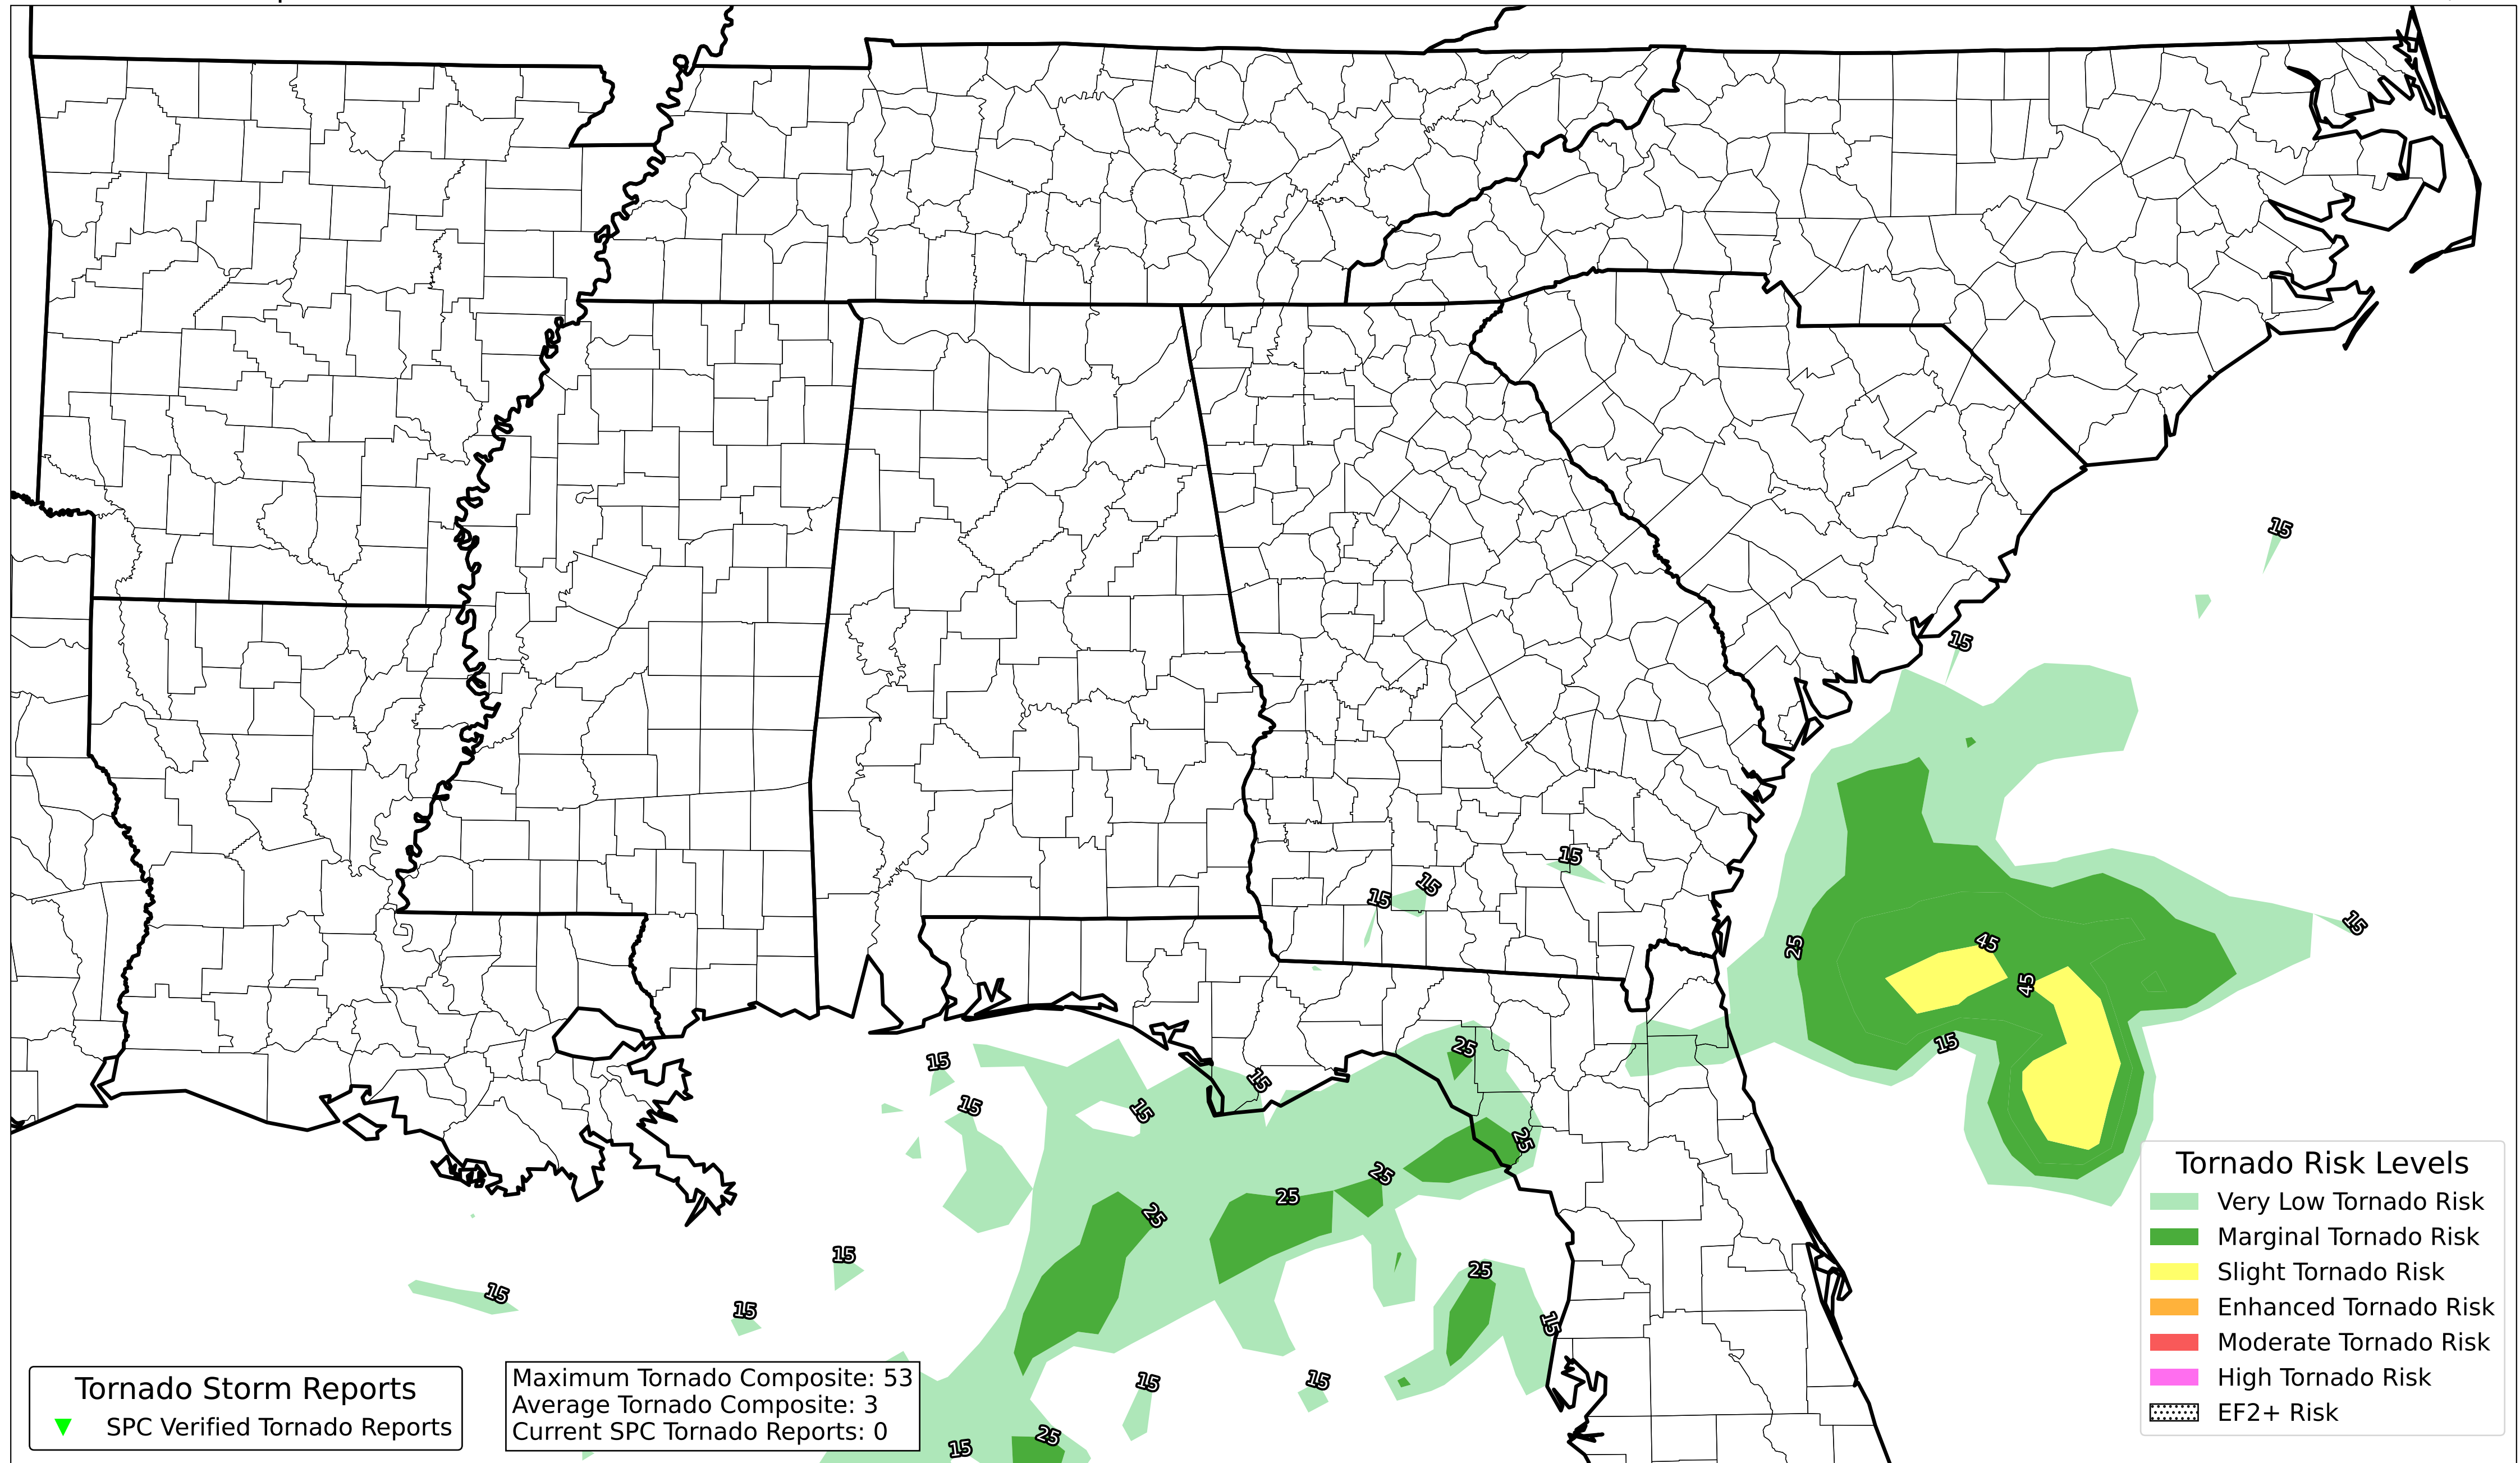 15
15
15
15
15
25
45
45
15
15
25
15
15
15
15
25
25
25
25
15
25
15
15
15
15
15
25
15
Tornado Risk Levels
Very Low Tornado Risk
Marginal Tornado Risk
Slight Tornado Risk
Enhanced Tornado Risk
Moderate Tornado Risk
High Tornado Risk
EF2+ Risk
Tornado Storm Reports
SPC Verified Tornado Reports
Maximum Tornado Composite: 53
Average Tornado Composite: 3
Current SPC Tornado Reports: 0